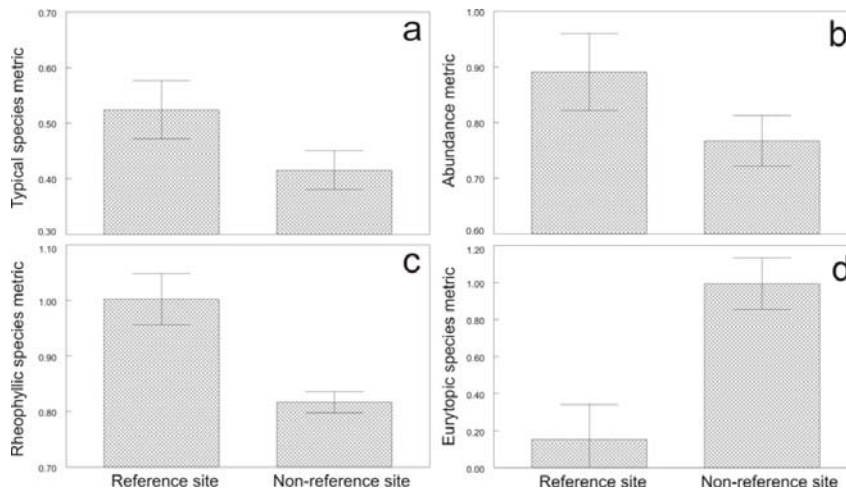 a
Typical species metric
0.70
0.60
0.50
0.40
0.30
b
Abundance metric
1.00
0.90
0.80
0.70
0.60
c
Rheophyllic species metric
1.10
1.00
0.90
0.80
0.70
Reference site
Non-reference site
d
Eurytopic species metric
1.20
1.00
0.80
0.60
0.40
0.20
0.00
Reference site
Non-reference site